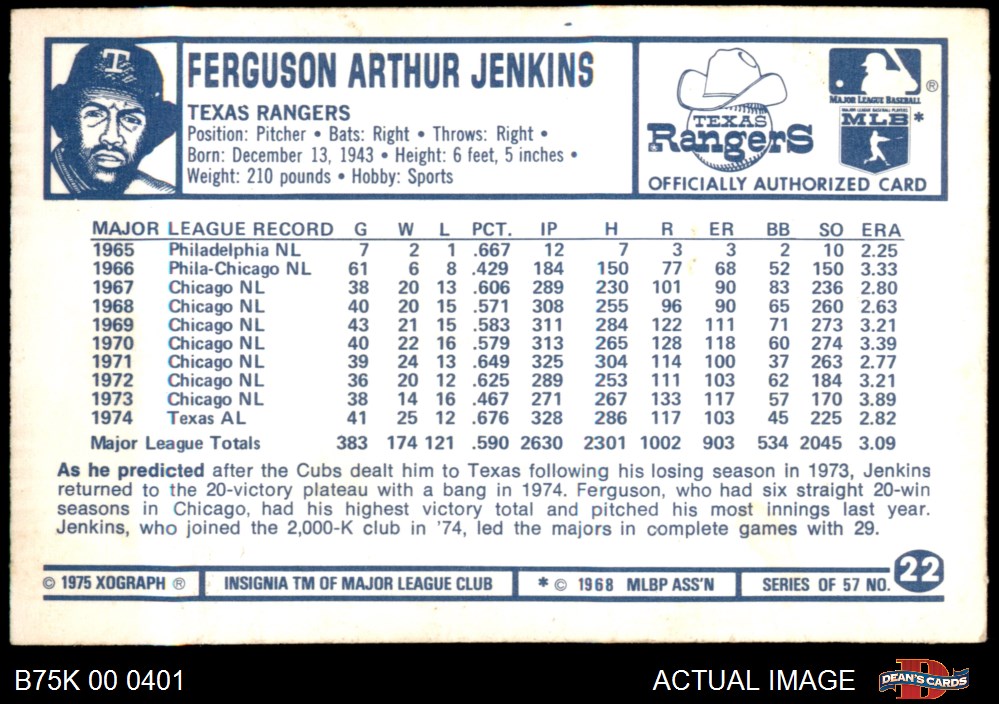 T
FERGUSON ARTHUR JENKINS
TEXAS RANGERS
Position: Pitcher • Bats: Right • Throws: Right •
Born: December 13, 1943 • Height: 6 feet, 5 inches •
Weight: 210 pounds • Hobby: Sports
TEXAS
Rangers
®
MAJOR LEAGUE BASEBALL
MAJOR LEAGUE BASEBALL PLAYERS
MLB*
OFFICIALLY AUTHORIZED CARD
MAJOR LEAGUE RECORD G W L PCT. IP H R ER BB SO ERA
1965 Philadelphia NL 7 2 1 .667 12 7 3 3 2 10 2.25
1966 Phila-Chicago NL 61 6 8 .429 184 150 77 68 52 150 3.33
1967 Chicago NL 38 20 13 .606 289 230 101 90 83 236 2.80
1968 Chicago NL 40 20 15 .571 308 255 96 90 65 260 2.63
1969 Chicago NL 43 21 15 .583 311 284 122 111 71 273 3.21
1970 Chicago NL 40 22 16 .579 313 265 128 118 60 274 3.39
1971 Chicago NL 39 24 13 .649 325 304 114 100 37 263 2.77
1972 Chicago NL 36 20 12 .625 289 253 111 103 62 184 3.21
1973 Chicago NL 38 14 16 .467 271 267 133 117 57 170 3.89
1974 Texas AL 41 25 12 .676 328 286 117 103 45 225 2.82
Major League Totals 383 174 121 .590 2630 2301 1002 903 534 2045 3.09
As he predicted after the Cubs dealt him to Texas following his losing season in 1973, Jenkins
returned to the 20-victory plateau with a bang in 1974. Ferguson, who had six straight 20-win
seasons in Chicago, had his highest victory total and pitched his most innings last year.
Jenkins, who joined the 2,000-K club in '74, led the majors in complete games with 29.
© 1975 XOGRAPH ® INSIGNIA TM OF MAJOR LEAGUE CLUB * © 1968 MLBP ASS'N SERIES OF 57 NO. 22
B75K 00 0401 ACTUAL IMAGE DEAN'S CARDS